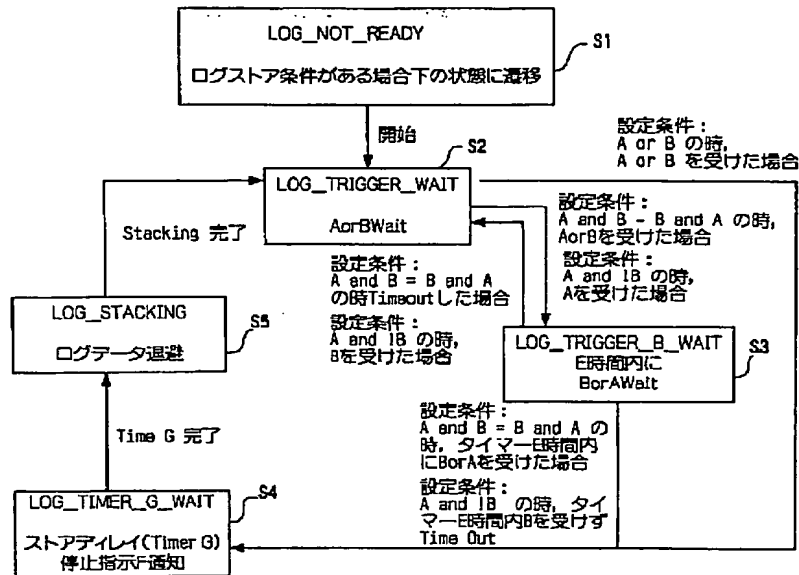 LOG_NOT_READY
ログストア条件がある場合下の状態に遷移
S1
開始
S2
LOG_TRIGGER_WAIT
AorBWait
設定条件：
A or B の時,
A or B を受けた場合
設定条件：
A and B - B and A の時,
AorBを受けた場合
設定条件：
A and !B の時,
Aを受けた場合
Stacking 完了
設定条件：
A and B = B and A
の時Timeoutした場合
設定条件：
A and !B の時,
Bを受けた場合
LOG_STACKING
ログデータ退避
S5
LOG_TRIGGER_B_WAIT
E時間内に
BorAWait
S3
設定条件：
A and B = B and A の
時, タイマーE時間内
にBorAを受けた場合
設定条件：
A and !B の時, タイ
マーE時間内Bを受けず
Time Out
Time G 完了
LOG_TIMER_G_WAIT
ストアディレイ(Timer G)
停止指示F通知
S4